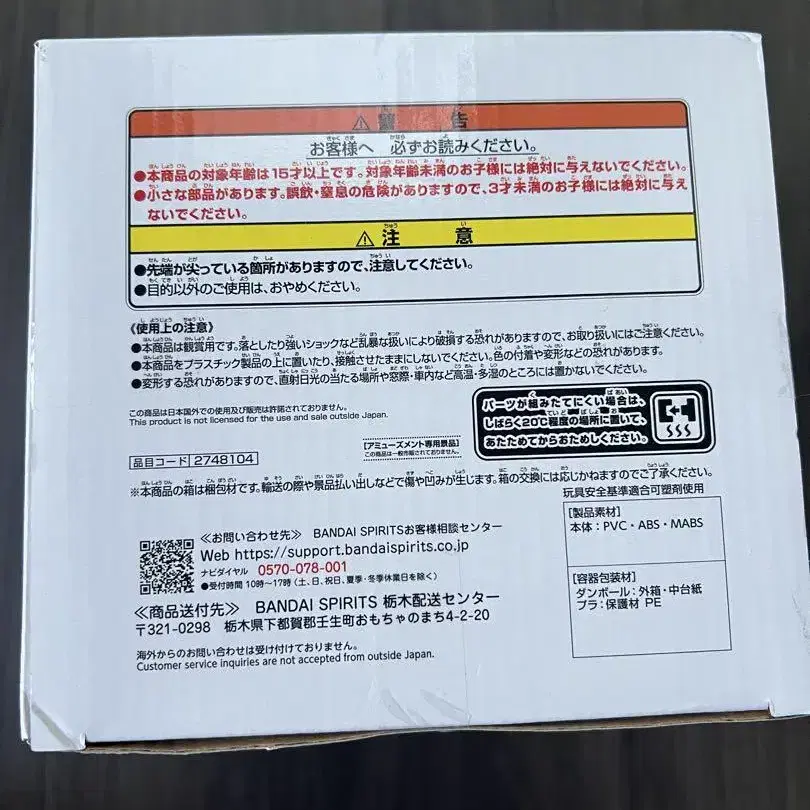 ⚠警 告
お客様へ 必ずお読みください。
●本商品の対象年齢は15才以上です。対象年齢未満のお子様には絶対に与えないでください。
●小さな部品があります。誤飲・窒息の危険がありますので、3才未満のお子様には絶対に与え
ないでください。
⚠注 意
●先端が尖っている箇所がありますので、注意してください。
●目的以外のご使用は、おやめください。
《使用上の注意》
●本商品は観賞用です。落としたり強いショックなど乱暴な扱いにより破損する恐れがありますので、お取り扱いにはご注意ください。
●本商品をプラスチック製品の上に置いたり、接触させたままにしないでください。色の付着や変形などの恐れがあります。
●変形する恐れがありますので、直射日光の当たる場所や窓際・車内など高温・多湿のところには置かないでください。
この商品は日本国外での使用及び販売は許諾されておりません。
This product is not licensed for the use and sale outside Japan.
パーツが組みたてにくい場合は、
しばらく20℃程度の場所に置いて、
あたためてからおためしください。
[アミューズメント専用景品]
この商品は一般市販されておりません。
品目コード 2748104
※本商品の箱は梱包材です。輸送の際や景品払い出しなどで傷や凹みが生じます。箱の交換には応じかねますのでご了承ください。
玩具安全基準適合可塑剤使用
[製品素材]
本体：PVC・ABS・MABS
[容器包装材]
ダンボール：外箱・中台紙
プラ：保護材 PE
≪お問い合わせ先≫ BANDAI SPIRITSお客様相談センター
Web https://support.bandaispirits.co.jp
ナビダイヤル 0570-078-001
●受付時間 10時～17時（土、日、祝日、夏季・冬季休業日を除く）
≪商品送付先≫ BANDAI SPIRITS 栃木配送センター
〒321-0298 栃木県下都賀郡壬生町おもちゃのまち4-2-20
海外からのお問い合わせは受け付けておりません。
Customer service inquiries are not accepted from outside Japan.